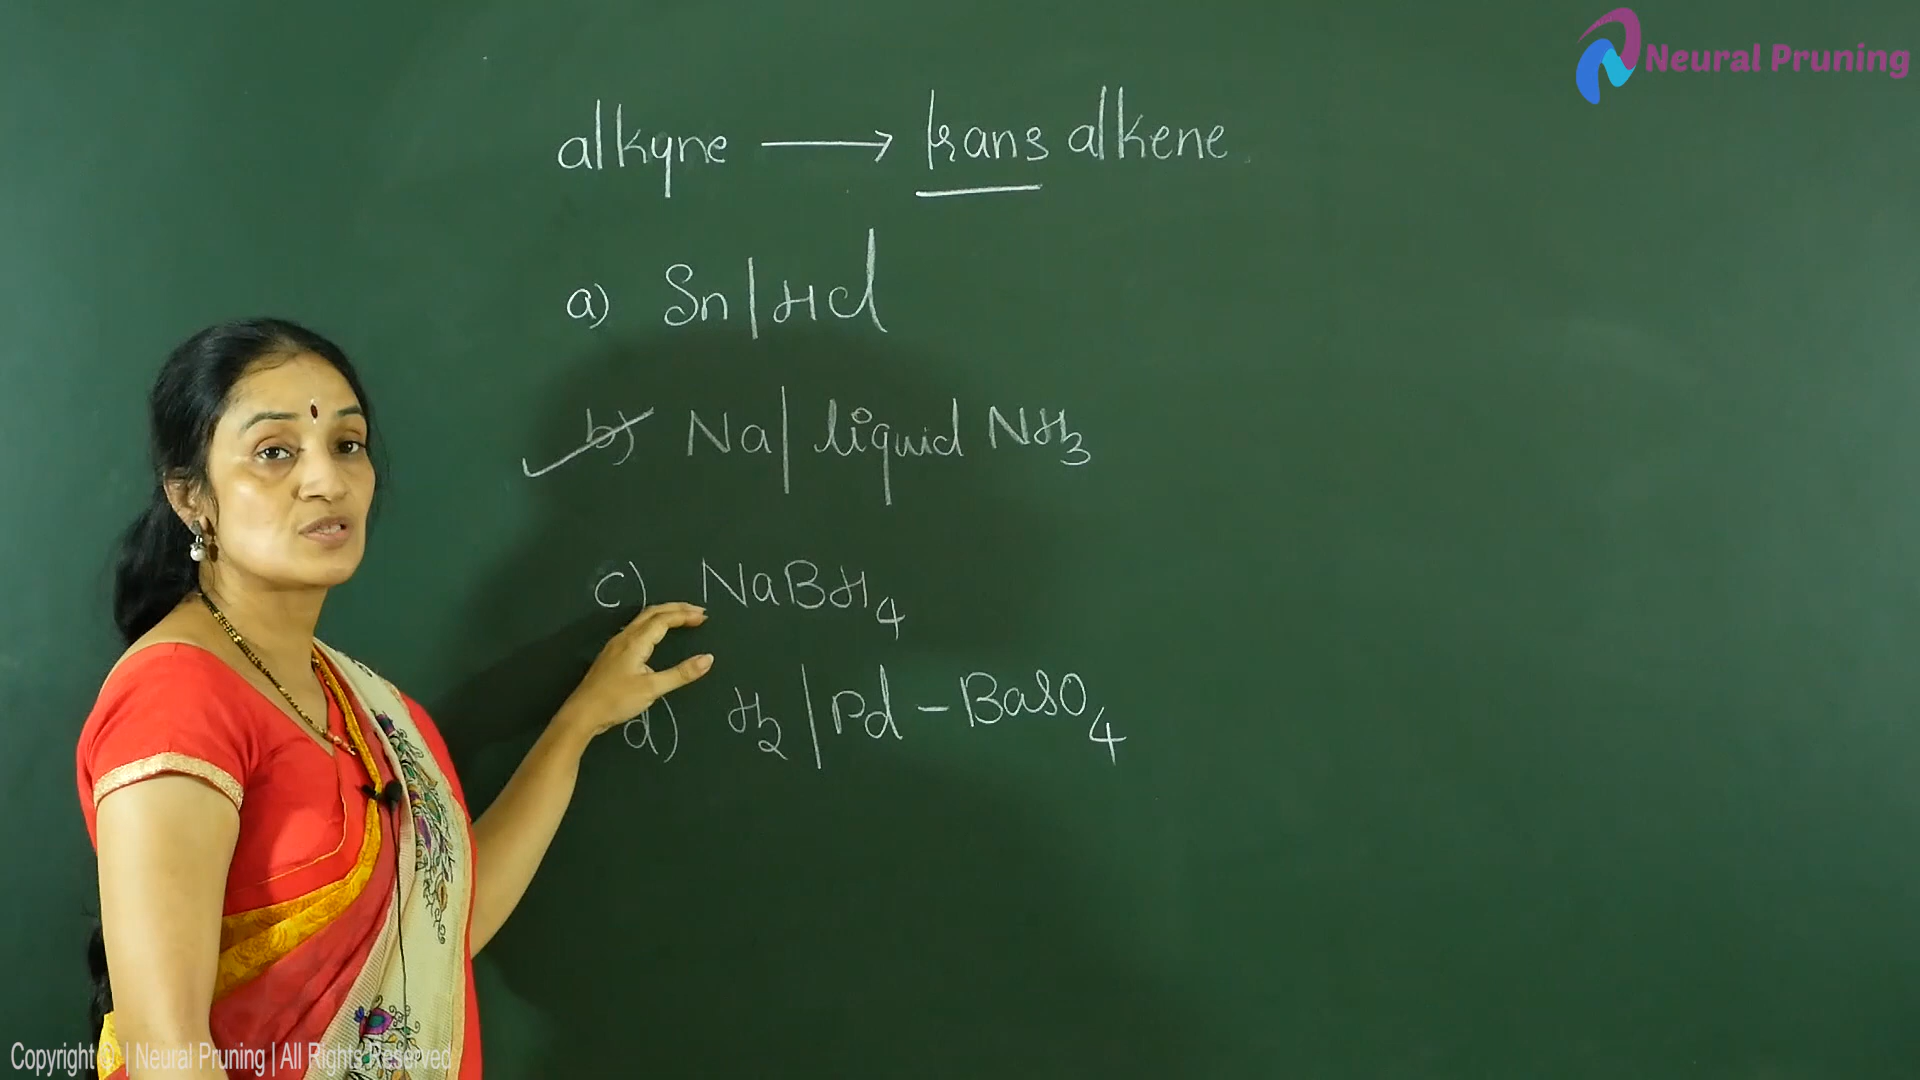 Neural Pruning
alkyne → trans alkene
a) Sn | HCl
b) Na | liquid NH₃
c) NaBH₄
d) H₂ | Pd - BaSO₄
Copyright © | Neural Pruning | All Rights Reserved